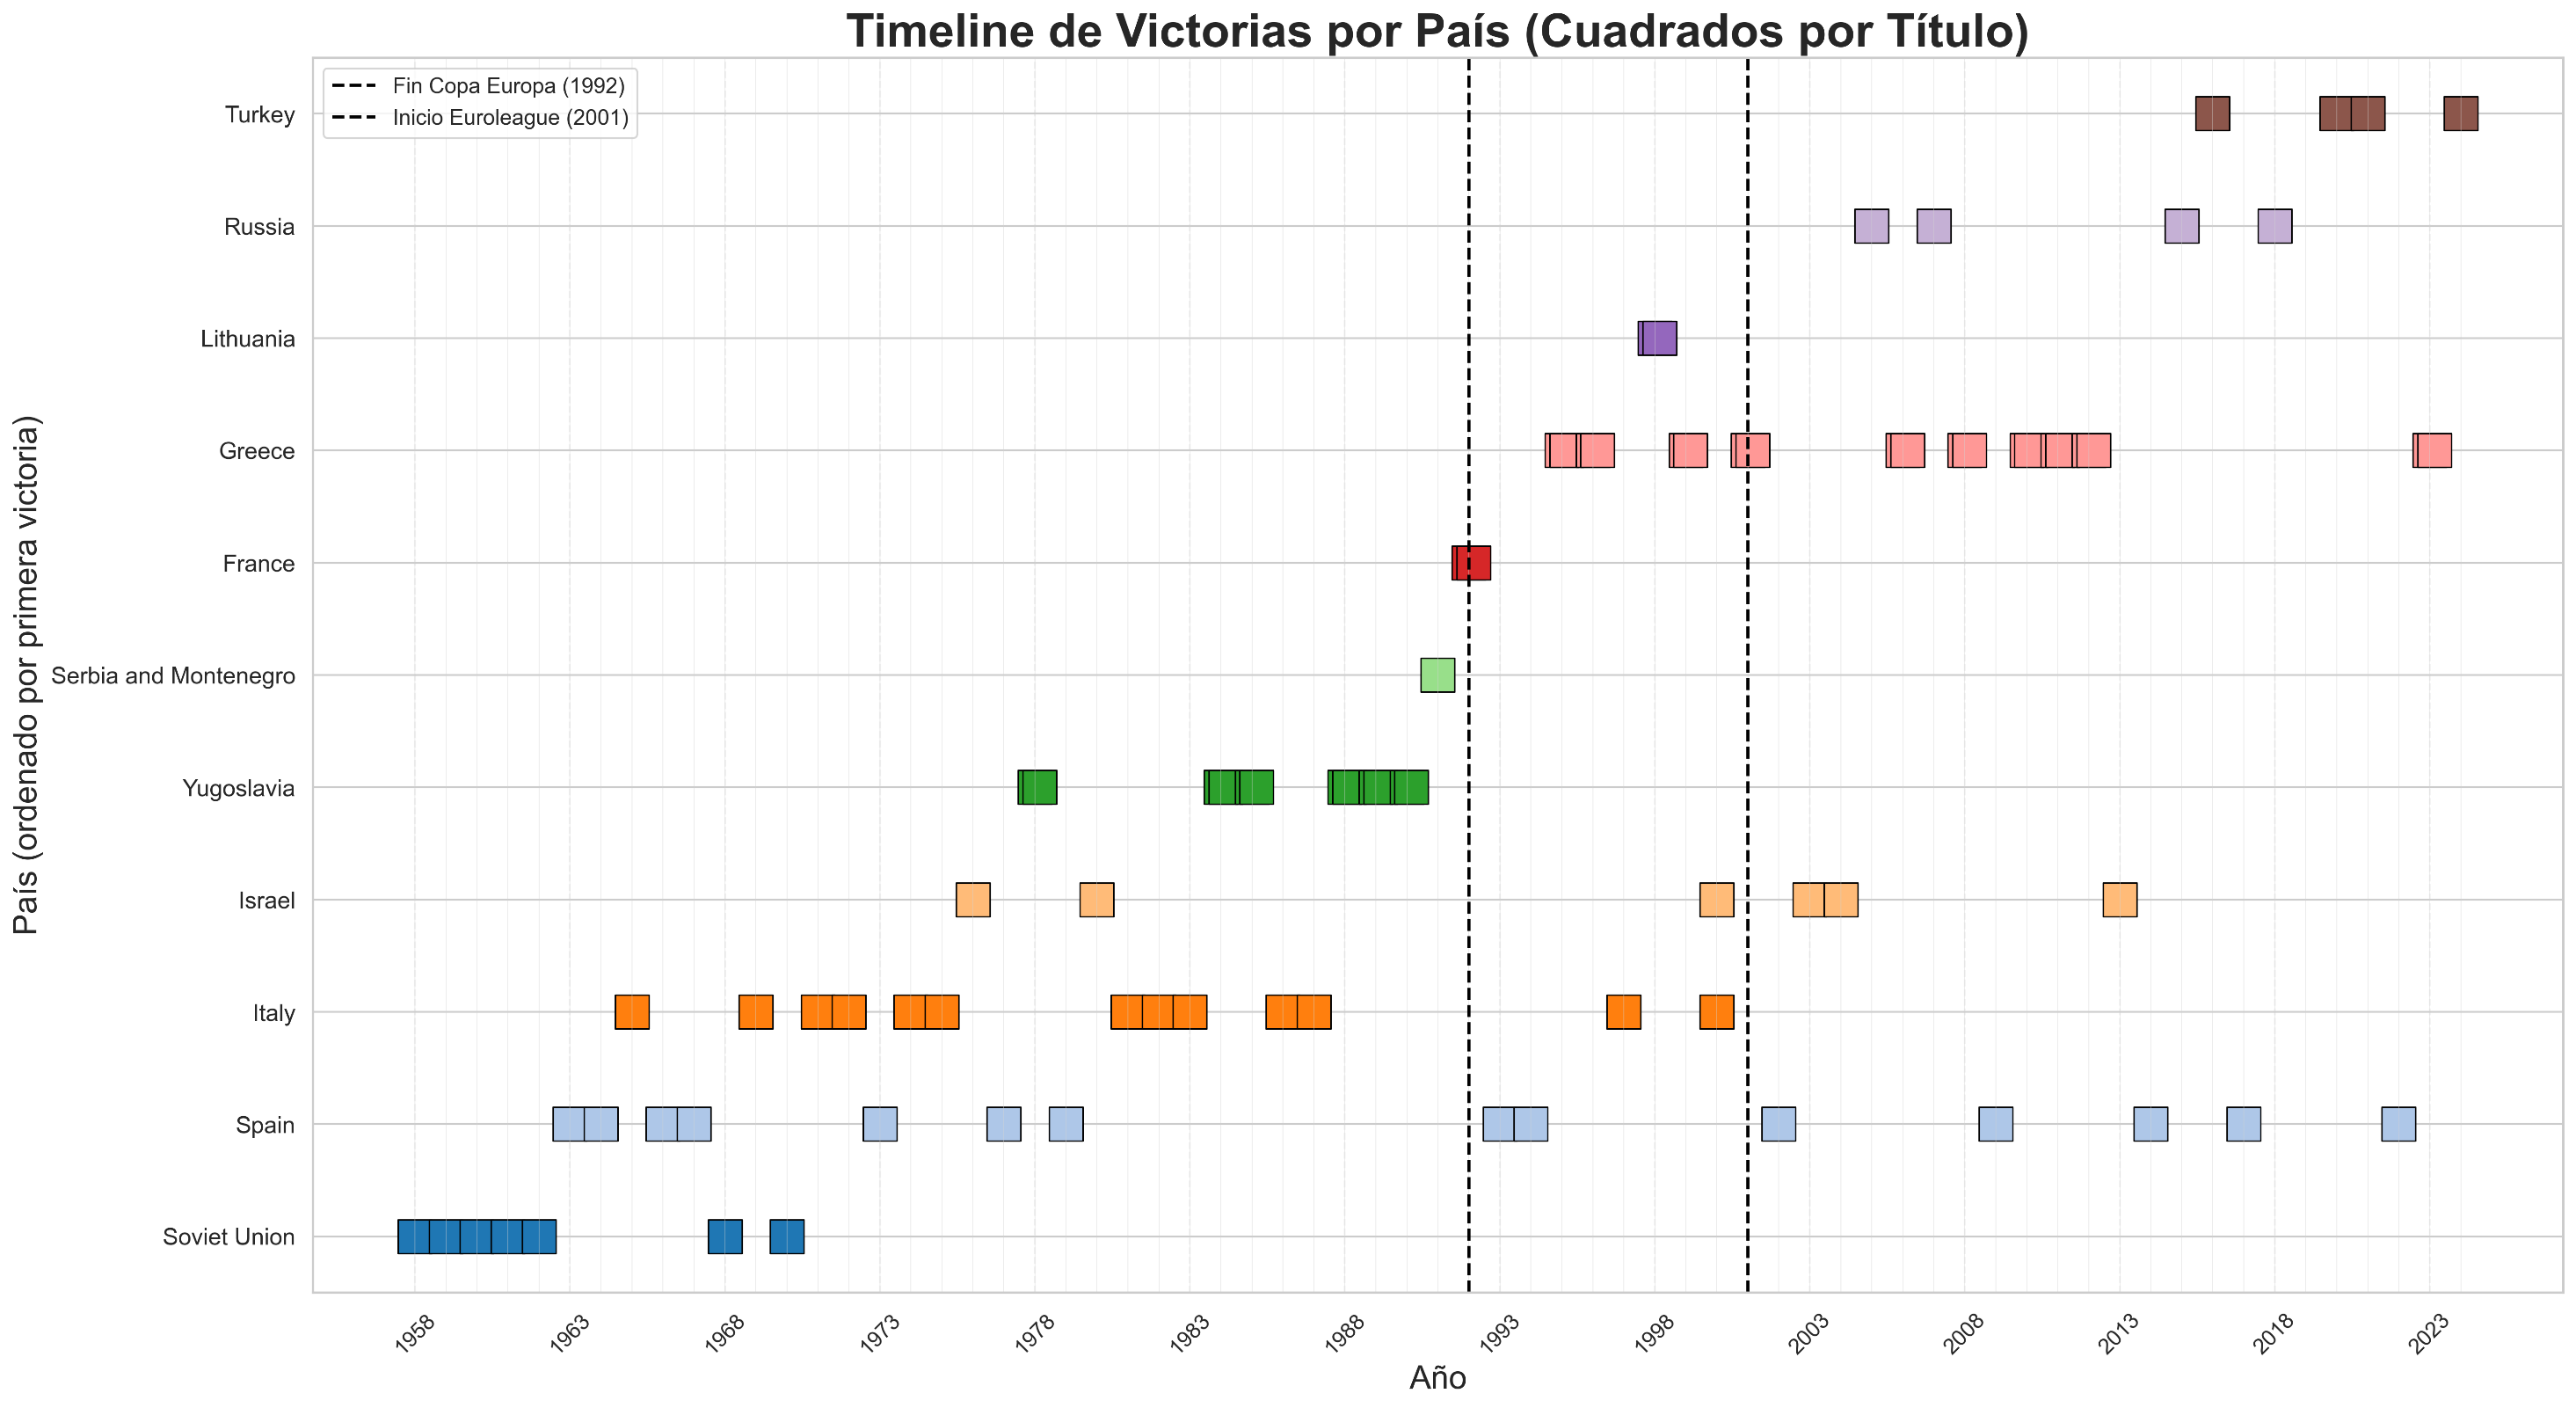 Timeline de Victorias por País (Cuadrados por Título)
Fin Copa Europa (1992)
Inicio Euroleague (2001)
País (ordenado por primera victoria)
Turkey
Russia
Lithuania
Greece
France
Serbia and Montenegro
Yugoslavia
Israel
Italy
Spain
Soviet Union
1958
1963
1968
1973
1978
1983
1988
1993
1998
2003
2008
2013
2018
2023
Año